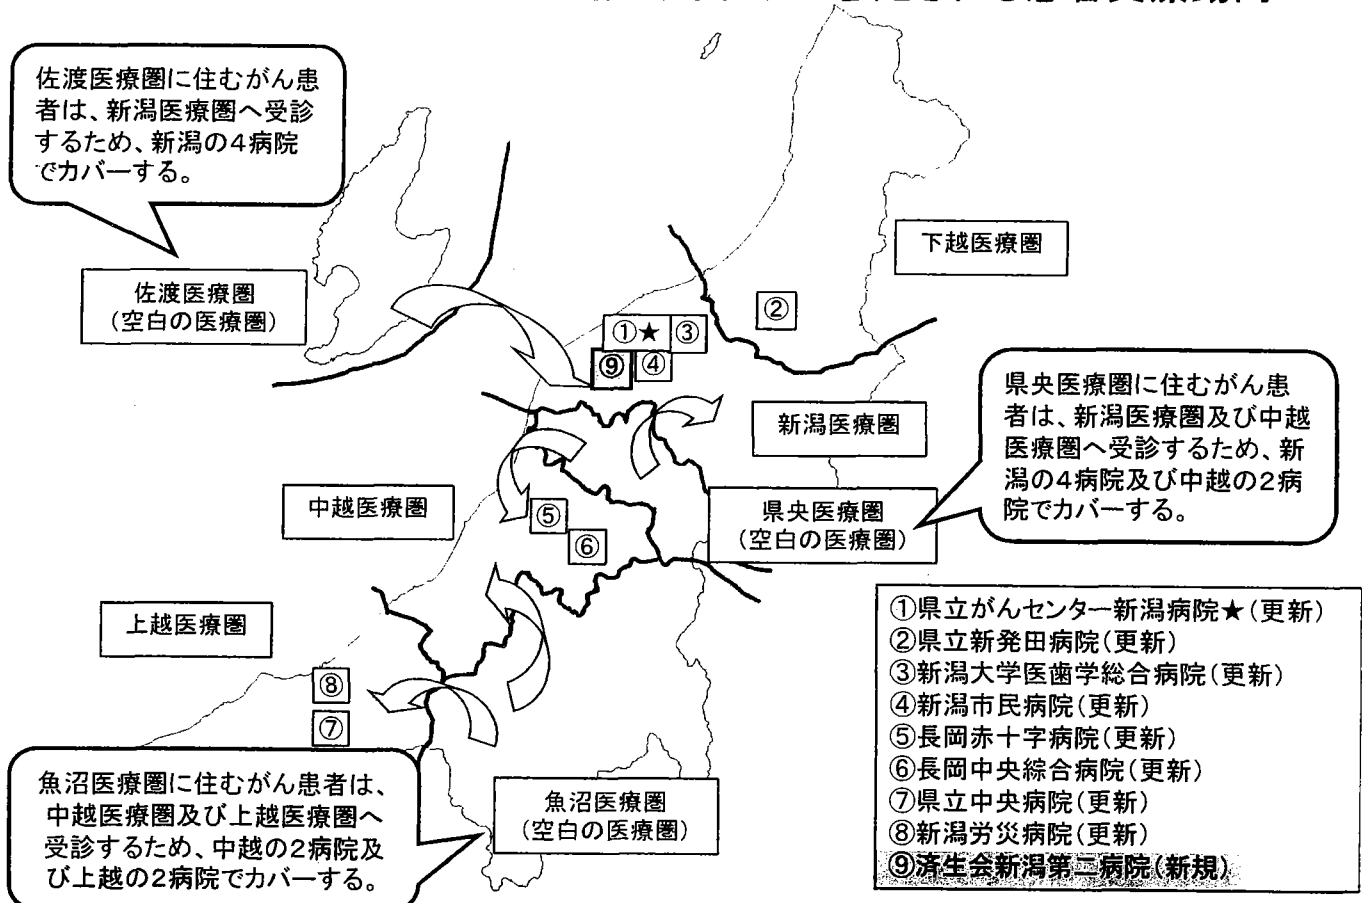 佐渡医療圏に住むがん患
者は、新潟医療圏へ受診
するため、新潟の4病院
でカバーする。
佐渡医療圏
(空白の医療圏)
下越医療圏
②
①★
③
⑨
④
新潟医療圏
県央医療圏に住むがん患
者は、新潟医療圏及び中越
医療圏へ受診するため、新
潟の4病院及び中越の2病
院でカバーする。
中越医療圏
⑤
⑥
県央医療圏
(空白の医療圏)
上越医療圏
⑧
⑦
魚沼医療圏に住むがん患者は、
中越医療圏及び上越医療圏へ
受診するため、中越の2病院及
び上越の2病院でカバーする。
魚沼医療圏
(空白の医療圏)
①県立がんセンター新潟病院★(更新)
②県立新発田病院(更新)
③新潟大学医歯学総合病院(更新)
④新潟市民病院(更新)
⑤長岡赤十字病院(更新)
⑥長岡中央綜合病院(更新)
⑦県立中央病院(更新)
⑧新潟労災病院(更新)
⑨済生会新潟第二病院(新規)